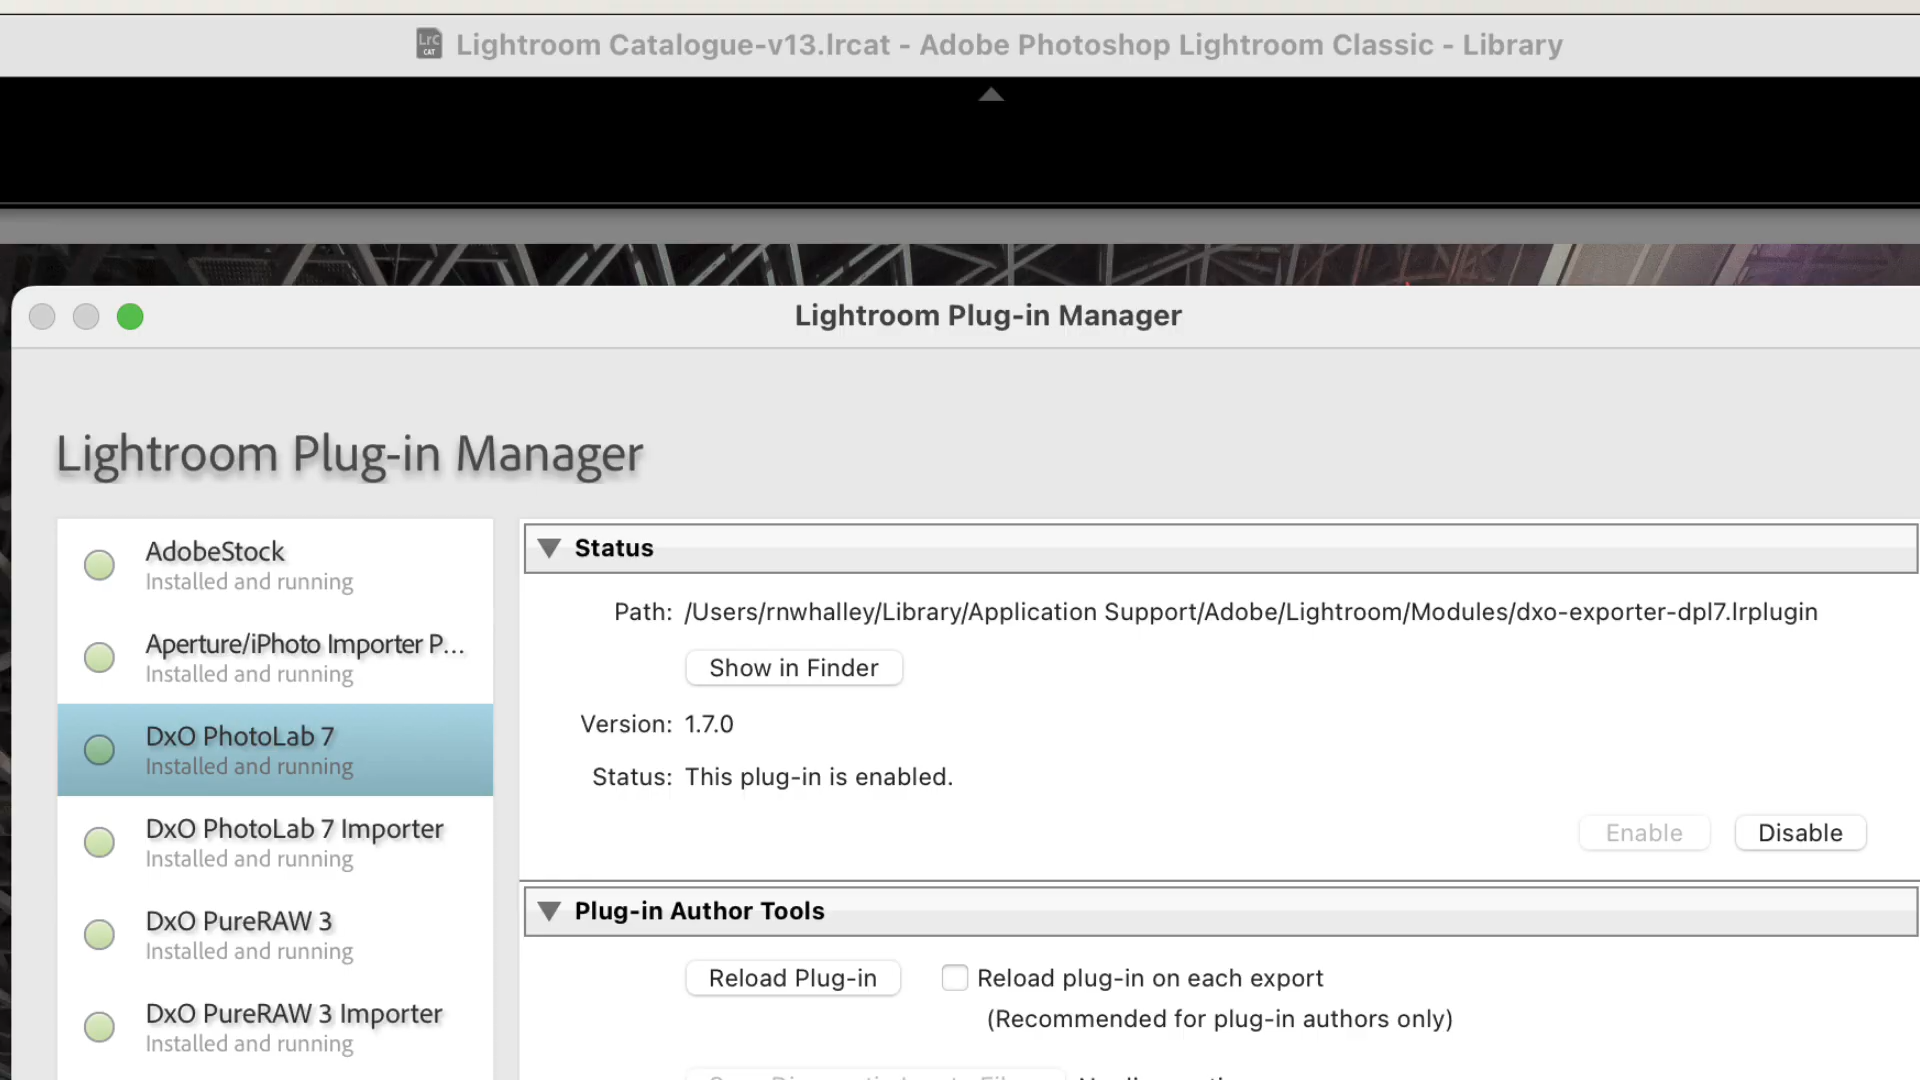 LrC
CAT
Lightroom Catalogue-v13.lrcat - Adobe Photoshop Lightroom Classic - Library
Lightroom Plug-in Manager
Lightroom Plug-in Manager
AdobeStock
Installed and running
Aperture/iPhoto Importer P...
Installed and running
DxO PhotoLab 7
Installed and running
DxO PhotoLab 7 Importer
Installed and running
DxO PureRAW 3
Installed and running
DxO PureRAW 3 Importer
Installed and running
Status
Path: /Users/rnwhalley/Library/Application Support/Adobe/Lightroom/Modules/dxo-exporter-dpl7.lrplugin
Show in Finder
Version: 1.7.0
Status: This plug-in is enabled.
Enable Disable
Plug-in Author Tools
Reload Plug-in Reload plug-in on each export
(Recommended for plug-in authors only)